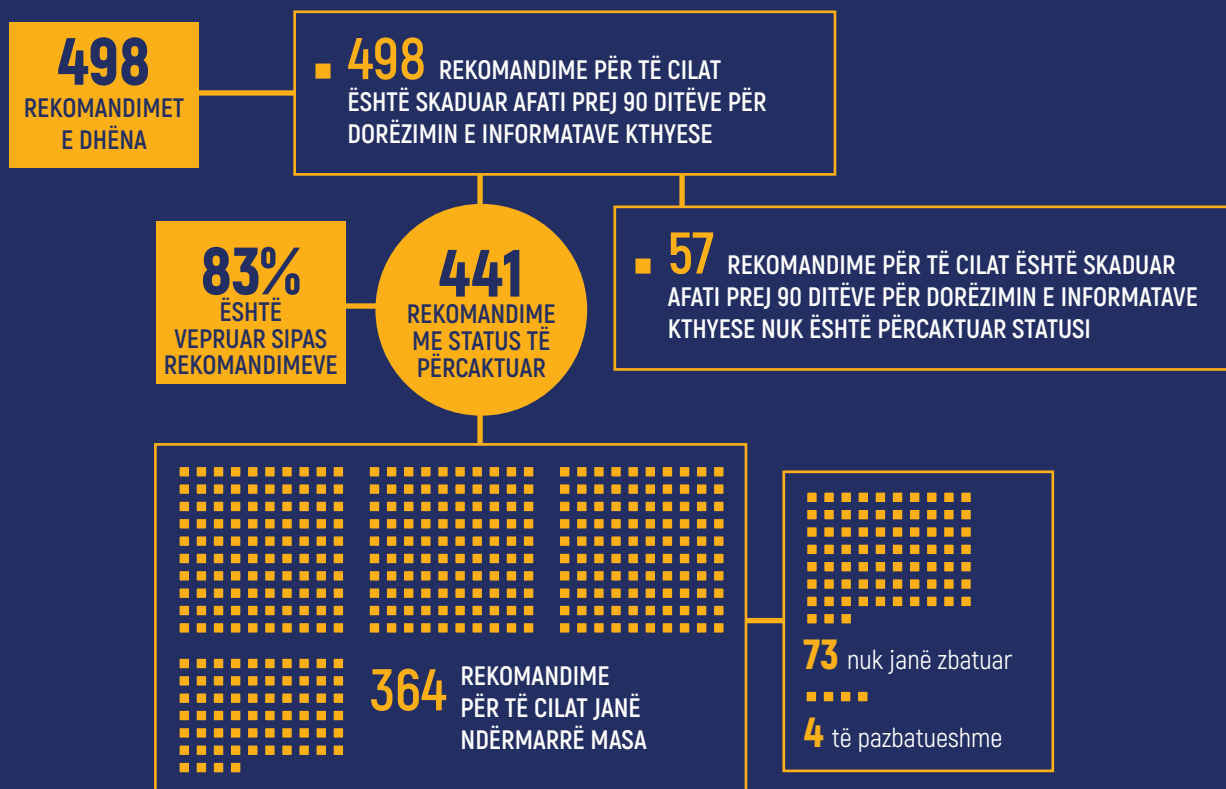 498
REKOMANDIMET
E DHËNA
498 REKOMANDIME PËR TË CILAT
ËSHTË SKADUAR AFATI PREJ 90 DITËVE PËR
DORËZIMIN E INFORMATAVE KTHYESE
83%
ËSHTË
VEPRUAR SIPAS
REKOMANDIMEVE
441
REKOMANDIME
ME STATUS TË
PËRCAKTUAR
57 REKOMANDIME PËR TË CILAT ËSHTË SKADUAR
AFATI PREJ 90 DITËVE PËR DORËZIMIN E INFORMATAVE
KTHYESE NUK ËSHTË PËRCAKTUAR STATUSI
364 REKOMANDIME
PËR TË CILAT JANË
NDËRMARRË MASA
73 nuk janë zbatuar
4 të pazbatueshme